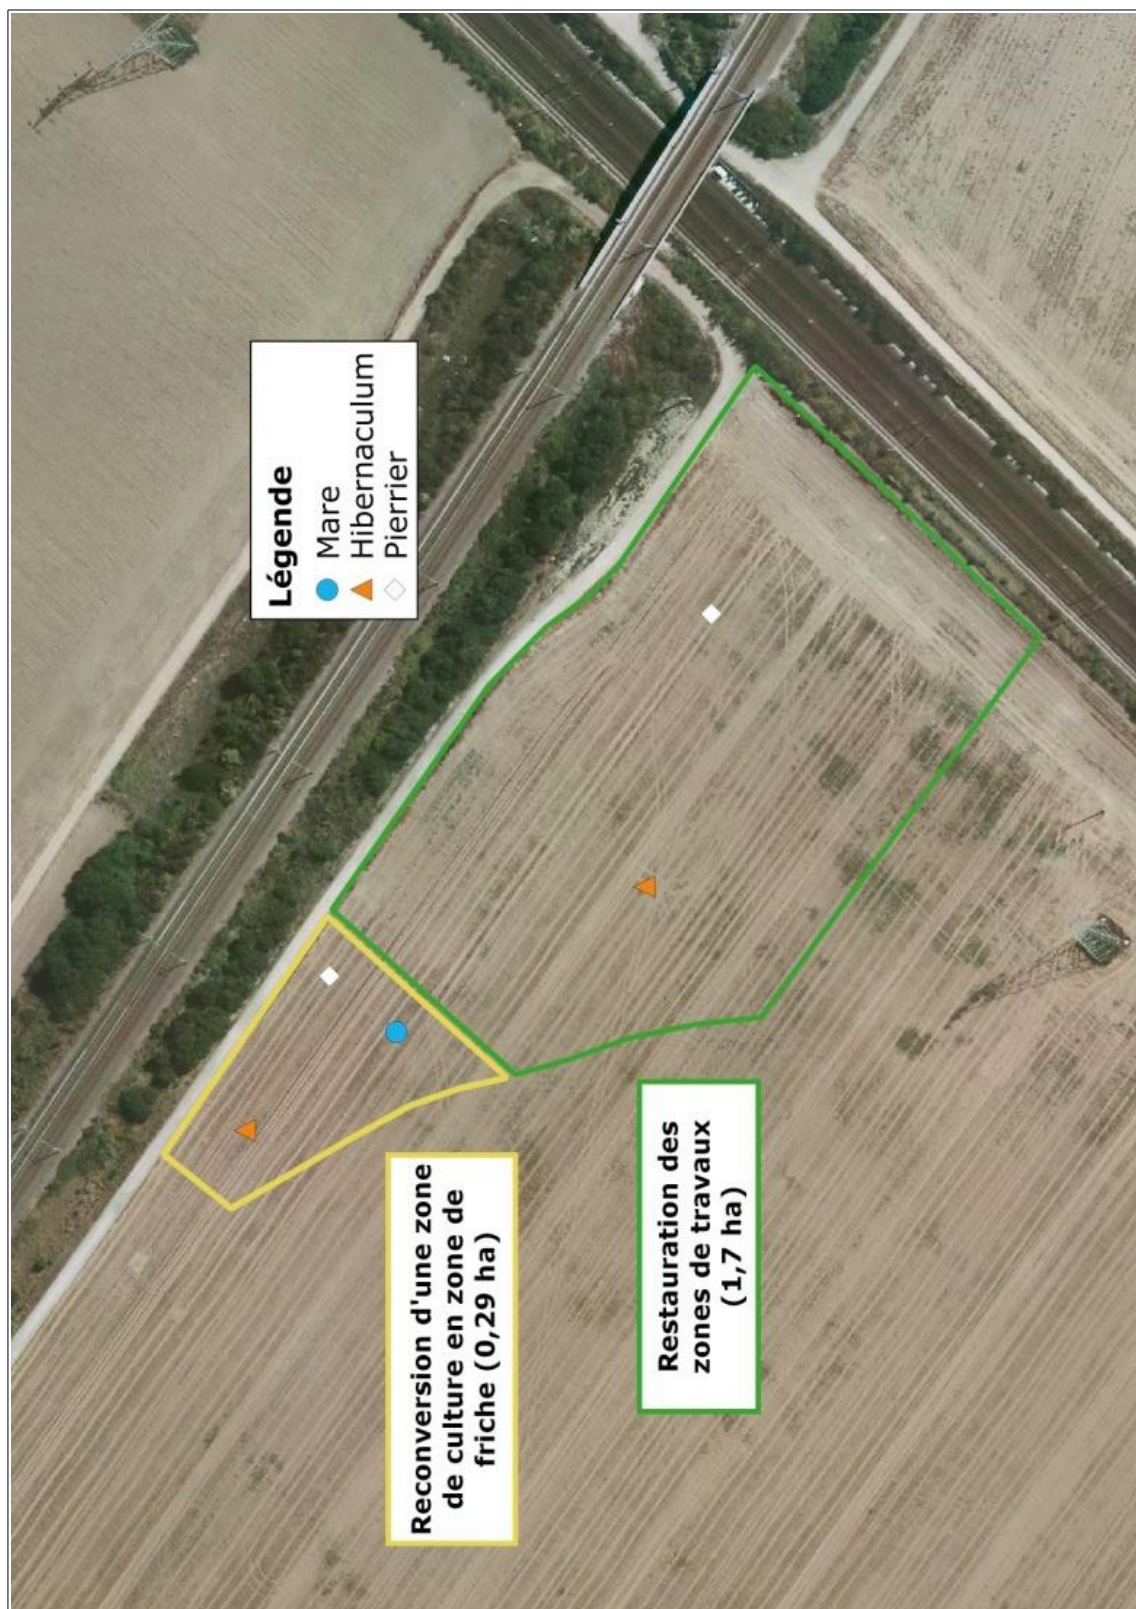 Légende
Mare
Hibernaculum
Pierrier
Reconversion d'une zone
de culture en zone de
friche (0,29 ha)
Restauration des
zones de travaux
(1,7 ha)